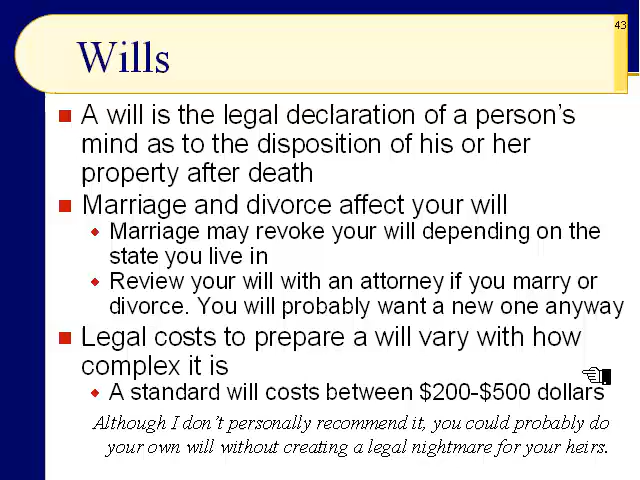 43
Wills
A will is the legal declaration of a person's
mind as to the disposition of his or her
property after death
Marriage and divorce affect your will
Marriage may revoke your will depending on the
state you live in
Review your will with an attorney if you marry or
divorce. You will probably want a new one anyway
Legal costs to prepare a will vary with how
complex it is
A standard will costs between $200-$500 dollars
Although I don't personally recommend it, you could probably do
your own will without creating a legal nightmare for your heirs.